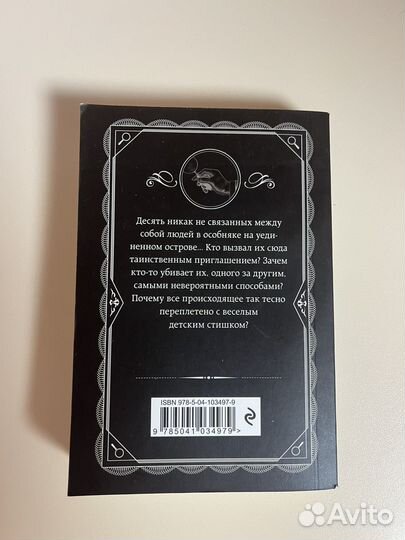 Десять никак не связанных между
собой людей в особняке на уеди-
ненном острове... Кто вызвал их сюда
таинственным приглашением? Зачем
кто-то убивает их, одного за другим,
самыми невероятными способами?
Почему все происходящее так тесно
переплетено с веселым
детским стишком?
ISBN 978-5-04-103497-9
9 785041 034979 >
Avito